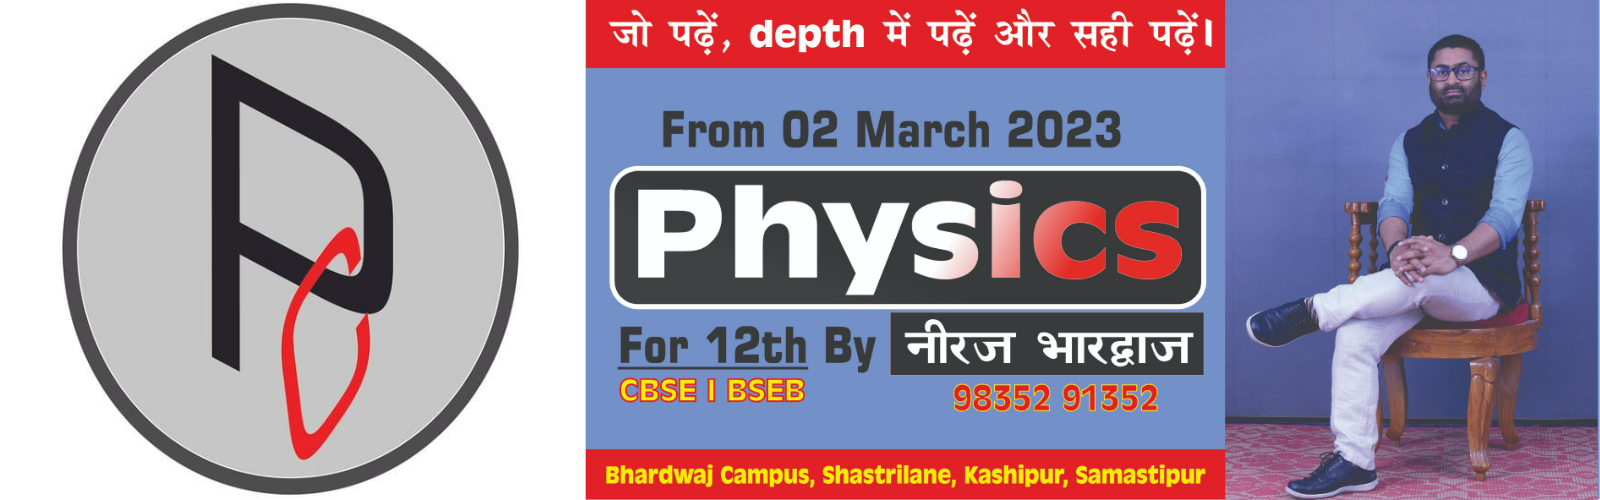 जो पढ़ें, depth में पढ़ें और सही पढ़ें।
From 02 March 2023
Physics
For 12th By नीरज भारद्वाज
CBSE I BSEB
98352 91352
Bhardwaj Campus, Shastrilane, Kashipur, Samastipur